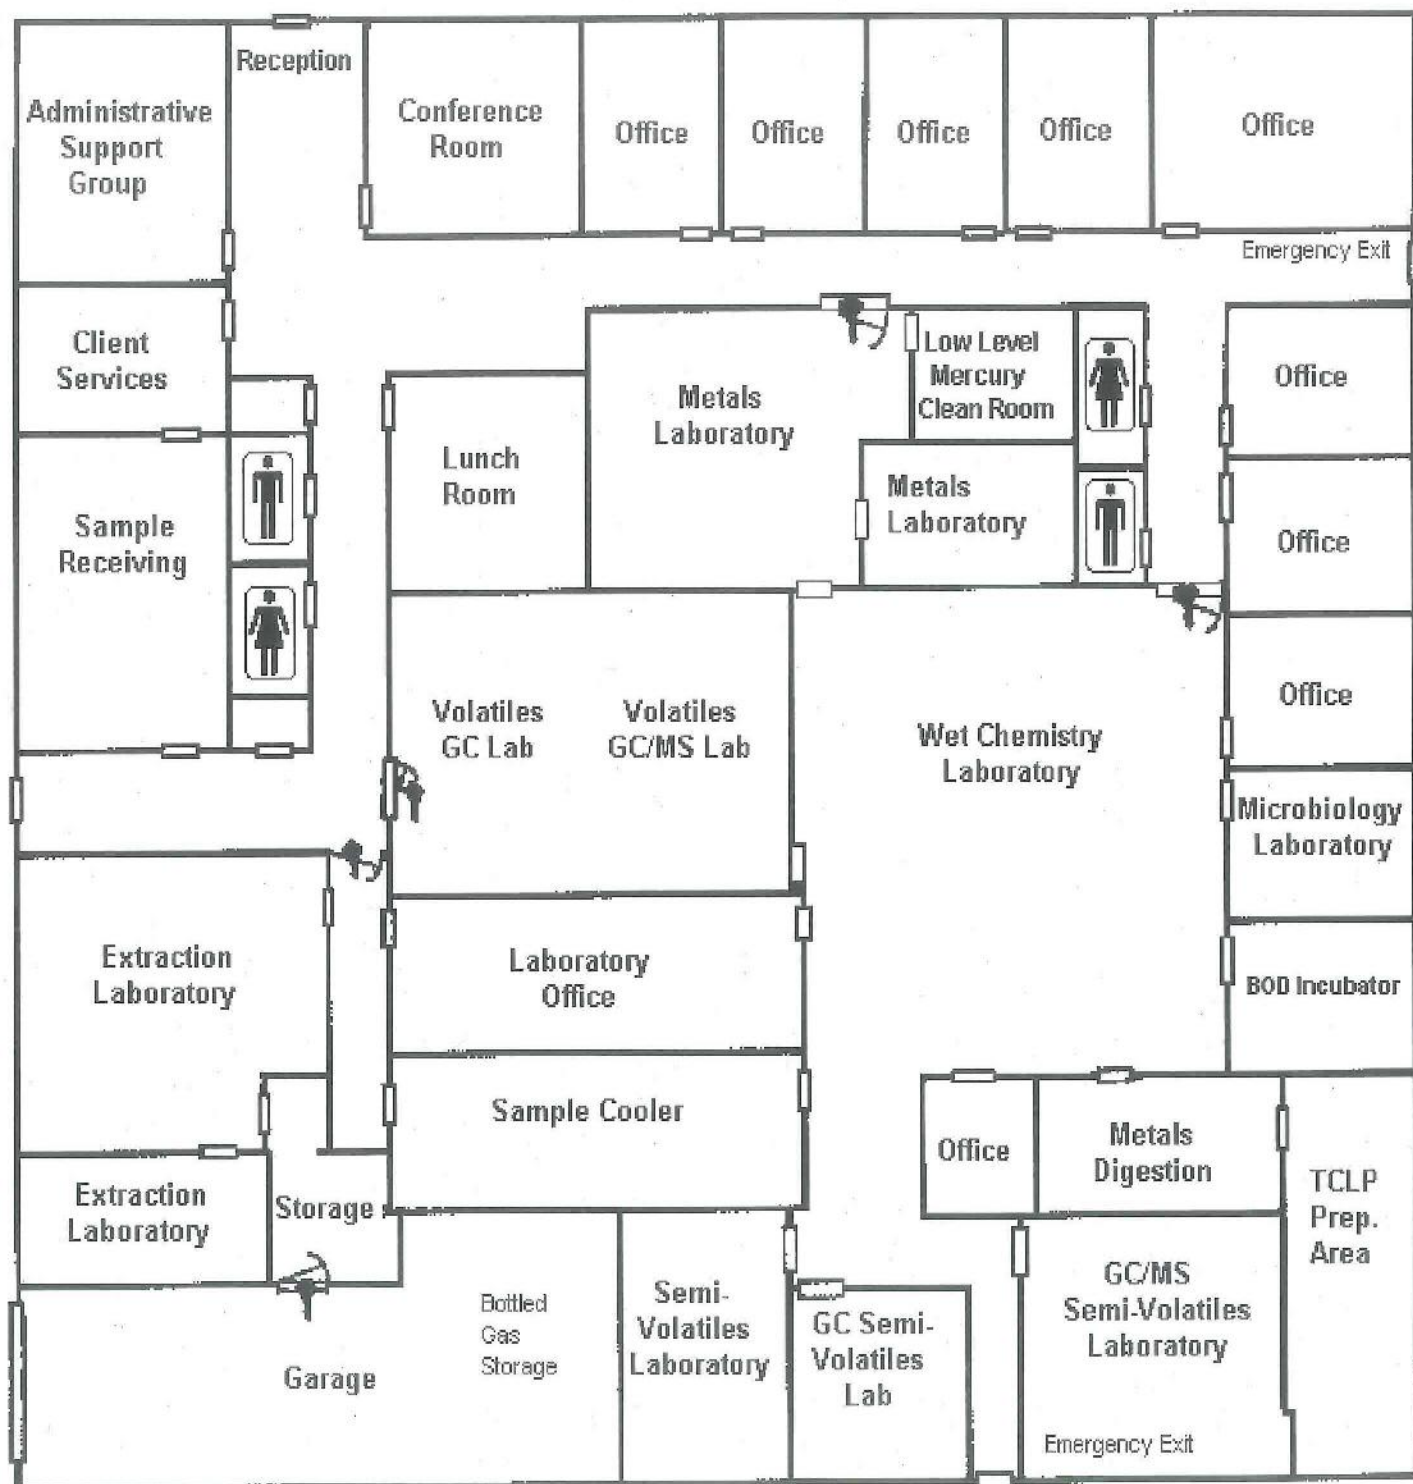 Reception
Administrative
Support
Group
Conference
Room
Office
Office
Office
Office
Office
Emergency Exit
Client
Services
Low Level
Mercury
Clean Room
Metals
Laboratory
Office
Lunch
Room
Metals
Laboratory
Sample
Receiving
Office
Office
Volatiles
GC Lab
Volatiles
GC/MS Lab
Wet Chemistry
Laboratory
Microbiology
Laboratory
Extraction
Laboratory
Laboratory
Office
BOD Incubator
Sample Cooler
Office
Metals
Digestion
TCLP
Prep.
Area
Extraction
Laboratory
Storage
Garage
Bottled
Gas
Storage
Semi-
Volatiles
Laboratory
GC Semi-
Volatiles
Lab
GC/MS
Semi-Volatiles
Laboratory
Emergency Exit